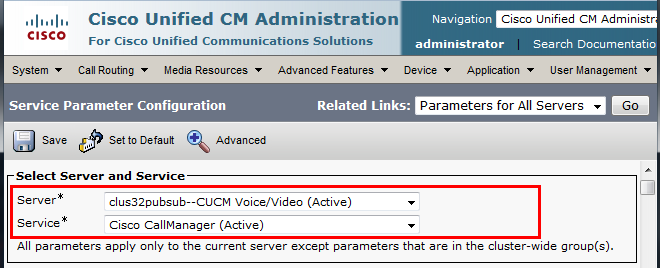 CISCO
Cisco Unified CM Administration
For Cisco Unified Communications Solutions
Navigation Cisco Unified CM Administra
administrator | Search Documentatio
System Call Routing Media Resources Advanced Features Device Application User Management
Service Parameter Configuration
Related Links: Parameters for All Servers Go
Save Set to Default Advanced
Select Server and Service
Server* clus32pubsub--CUCM Voice/Video (Active)
Service* Cisco CallManager (Active)
All parameters apply only to the current server except parameters that are in the cluster-wide group(s).